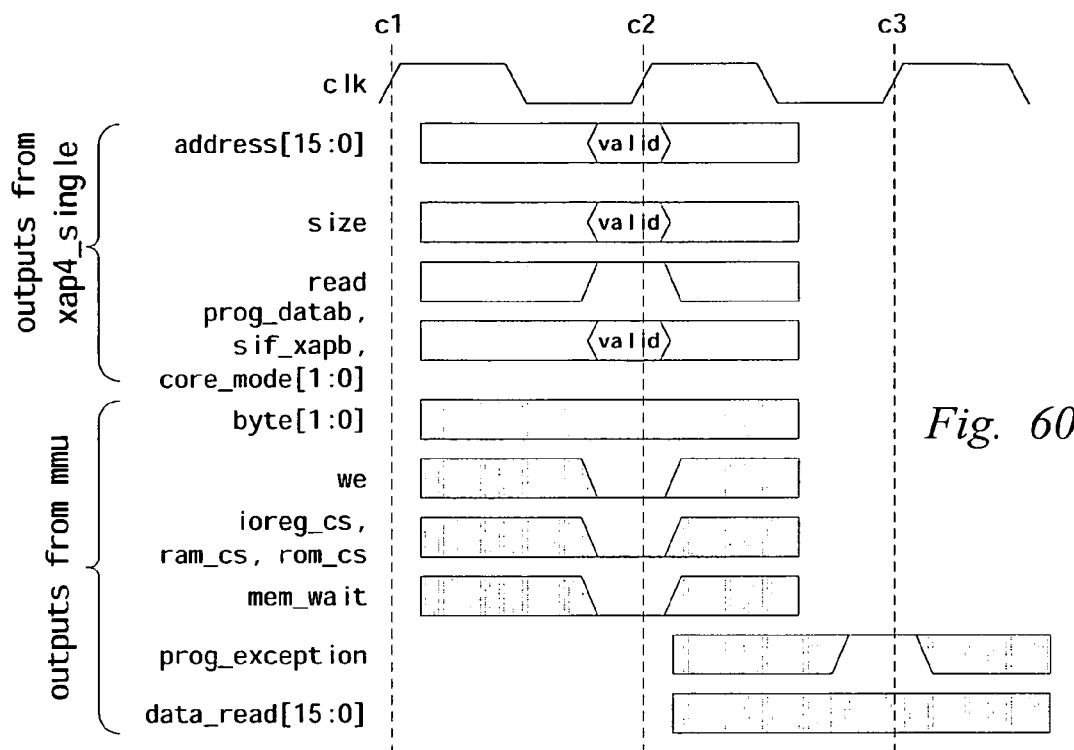 c1 c2 c3
clk
outputs from
xap4_single
address[15:0] valid
size valid
read
prog_datab,
sif_xapb, valid
core_mode[1:0]
outputs from mmu
byte[1:0]
Fig. 60
we
ioreg_cs,
ram_cs, rom_cs
mem_wait
prog_exception
data_read[15:0]